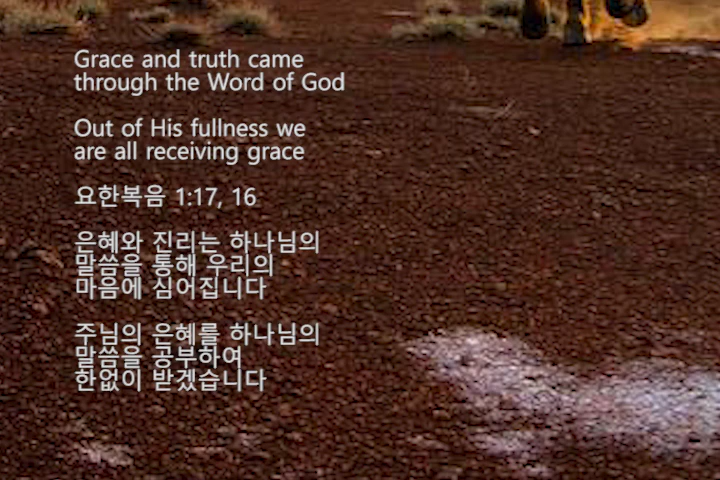 Grace and truth came
through the Word of God
Out of His fullness we
are all receiving grace
요한복음 1:17, 16
은혜와 진리는 하나님의
말씀을 통해 우리의
마음에 심어집니다
주님의 은혜를 하나님의
말씀을 공부하여
한없이 받겠습니다